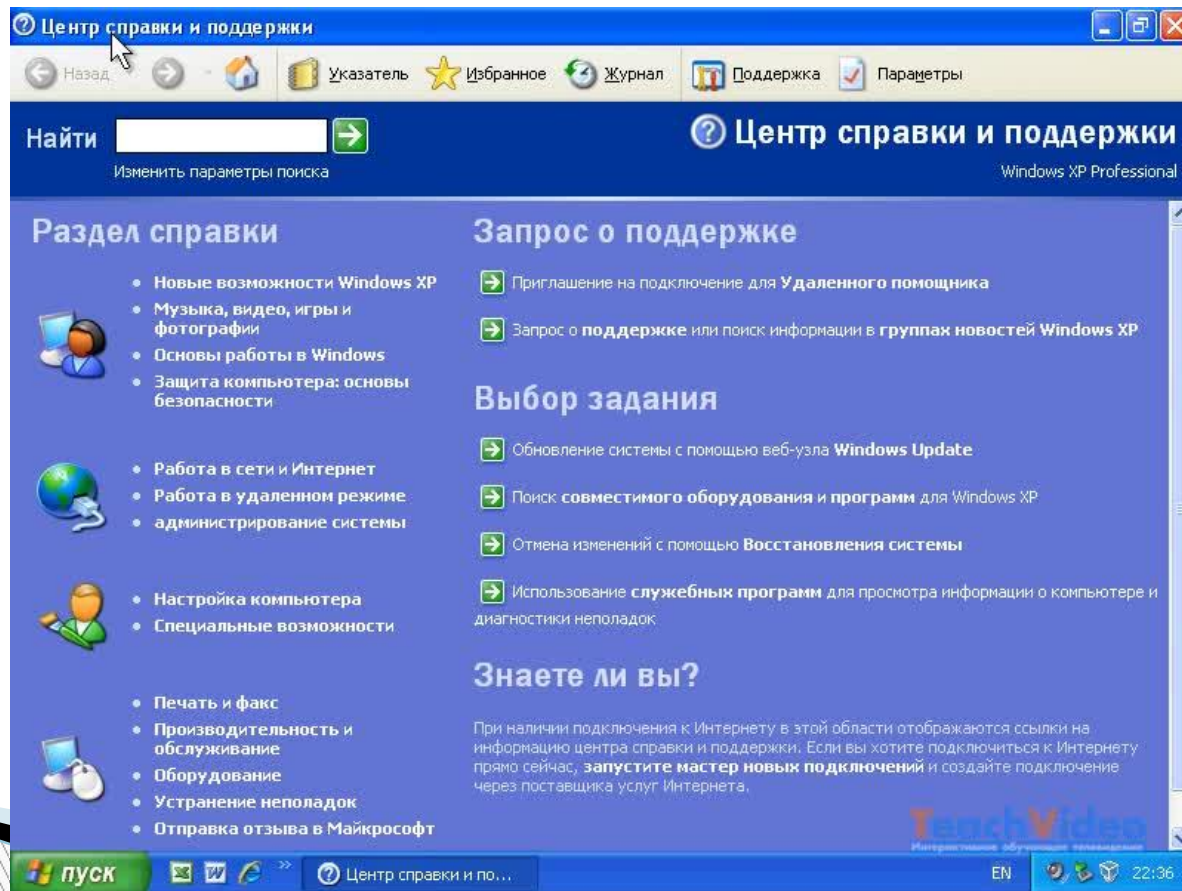 Центр справки и поддержки
Назад Указатель Избранное Журнал Поддержка Параметры
Найти
Изменить параметры поиска
Центр справки и поддержки
Windows XP Professional
Раздел справки
Новые возможности Windows XP
Музыка, видео, игры и
фотографии
Основы работы в Windows
Защита компьютера: основы
безопасности
Работа в сети и Интернет
Работа в удаленном режиме
администрирование системы
Настройка компьютера
Специальные возможности
Печать и факс
Производительность и
обслуживание
Оборудование
Устранение неполадок
Отправка отзыва в Майкрософт
Запрос о поддержке
Приглашение на подключение для Удаленного помощника
Запрос о поддержке или поиск информации в группах новостей Windows XP
Выбор задания
Обновление системы с помощью веб-узла Windows Update
Поиск совместимого оборудования и программ для Windows XP
Отмена изменений с помощью Восстановления системы
Использование служебных программ для просмотра информации о компьютере и
диагностики неполадок
Знаете ли вы?
При наличии подключения к Интернету в этой области отображаются ссылки на
информацию центра справки и поддержки. Если вы хотите подключиться к Интернету
прямо сейчас, запустите мастер новых подключений и создайте подключение
через поставщика услуг Интернета.
TeachVideo
Интерактивное обучающее телевидение
пуск Центр справки и по... EN 22:36